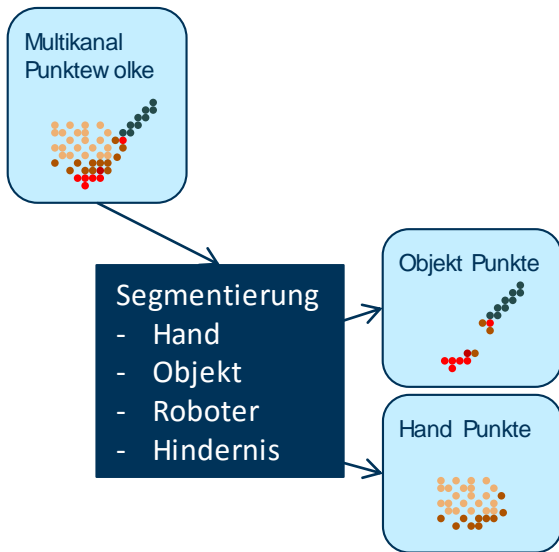 Multikanal
Punktew olke
Segmentierung
- Hand
- Objekt
- Roboter
- Hindernis
Objekt Punkte
Hand Punkte